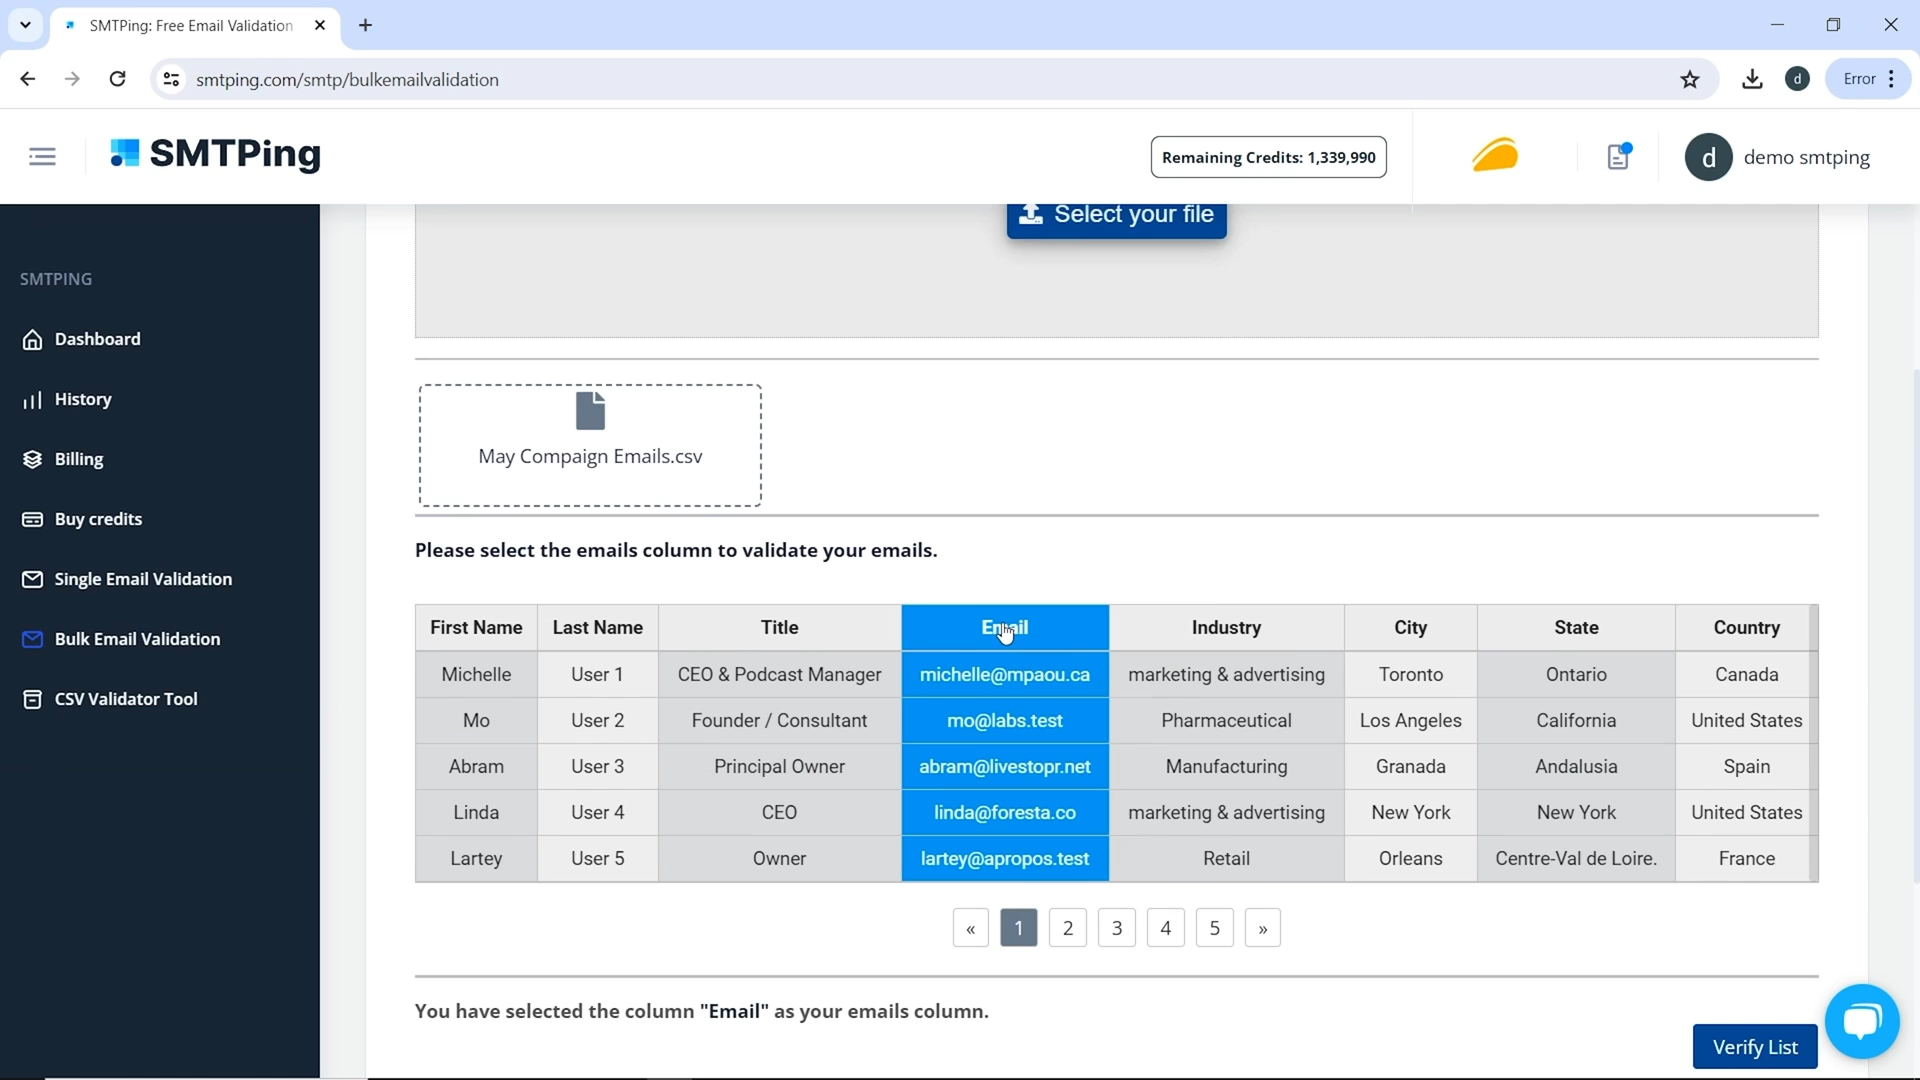 SMTPing: Free Email Validation
smtping.com/smtp/bulkemailvalidation
d
Error
SMTPing
Remaining Credits: 1,339,990
d
demo smtping
SMTPING
Dashboard
History
Billing
Buy credits
Single Email Validation
Bulk Email Validation
CSV Validator Tool
Select your file
May Compaign Emails.csv
Please select the emails column to validate your emails.
First Name Last Name Title Email Industry City State Country
Michelle User 1 CEO & Podcast Manager michelle@mpaou.ca marketing & advertising Toronto Ontario Canada
Mo User 2 Founder / Consultant mo@labs.test Pharmaceutical Los Angeles California United States
Abram User 3 Principal Owner abram@livestopr.net Manufacturing Granada Andalusia Spain
Linda User 4 CEO linda@foresta.co marketing & advertising New York New York United States
Lartey User 5 Owner lartey@apropos.test Retail Orleans Centre-Val de Loire. France
« 1 2 3 4 5 »
You have selected the column "Email" as your emails column.
Verify List